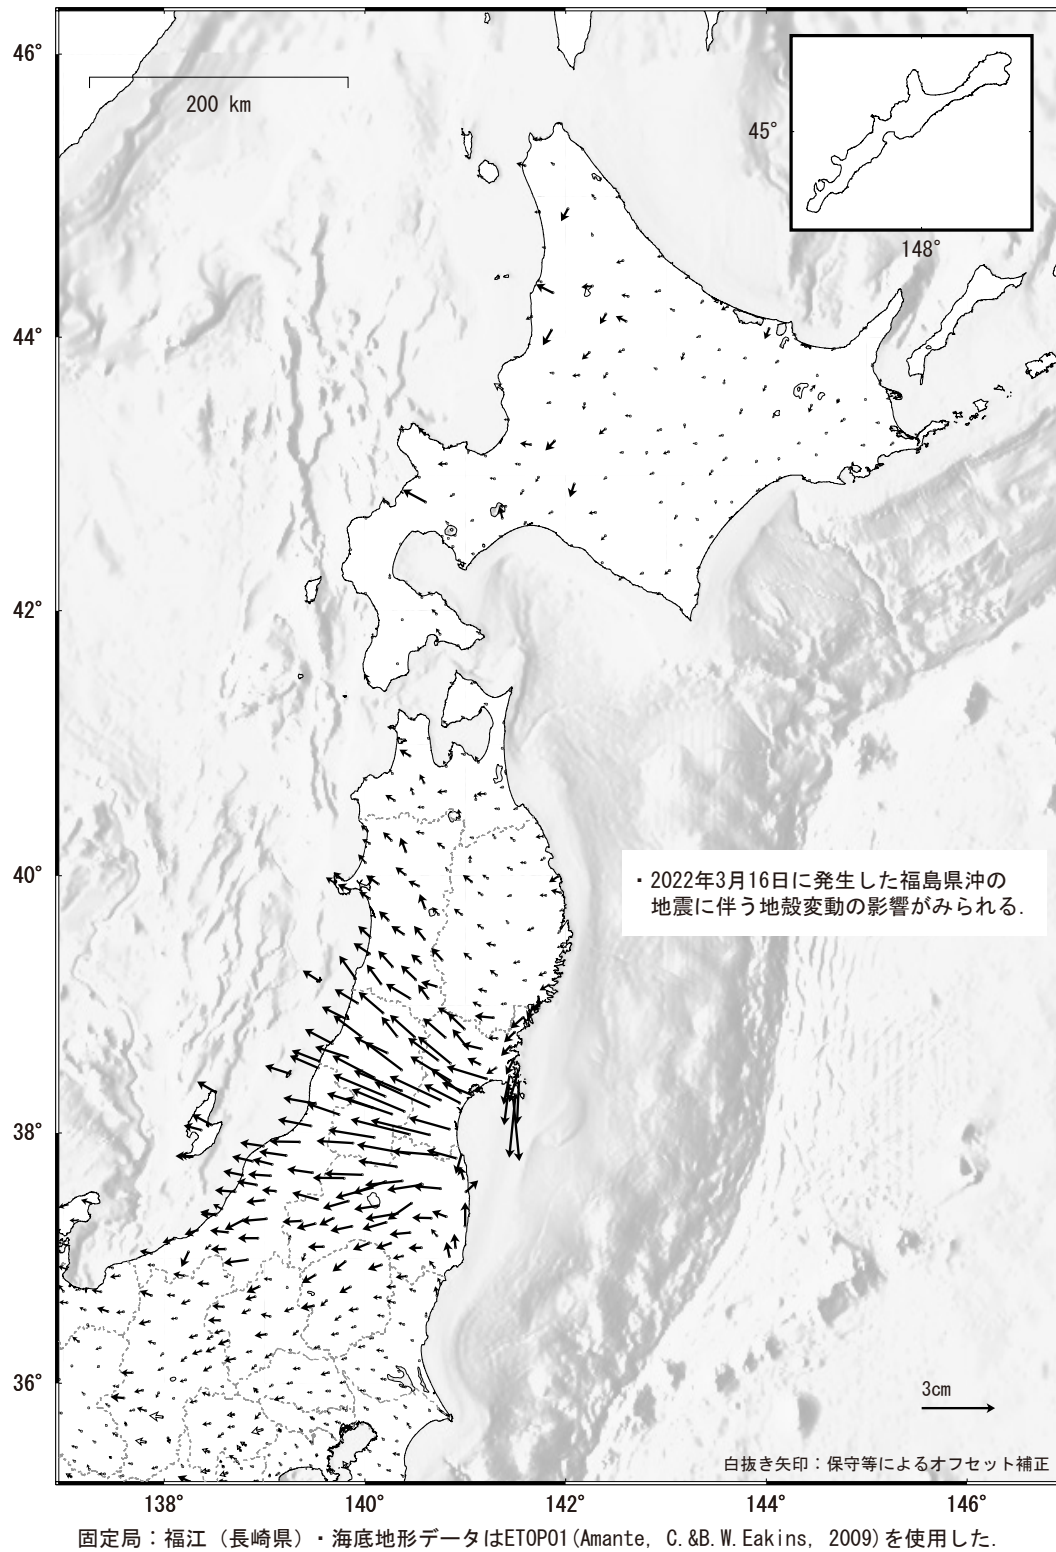 46°
200 km
45°
148°
44°
42°
40°
・2022年3月16日に発生した福島県沖の
地震に伴う地殻変動の影響がみられる.
38°
36°
3cm
白抜き矢印：保守等によるオフセット補正
138°
140°
142°
144°
146°
固定局：福江（長崎県）・海底地形データはETOPO1(Amante, C.&B.W.Eakins, 2009)を使用した.